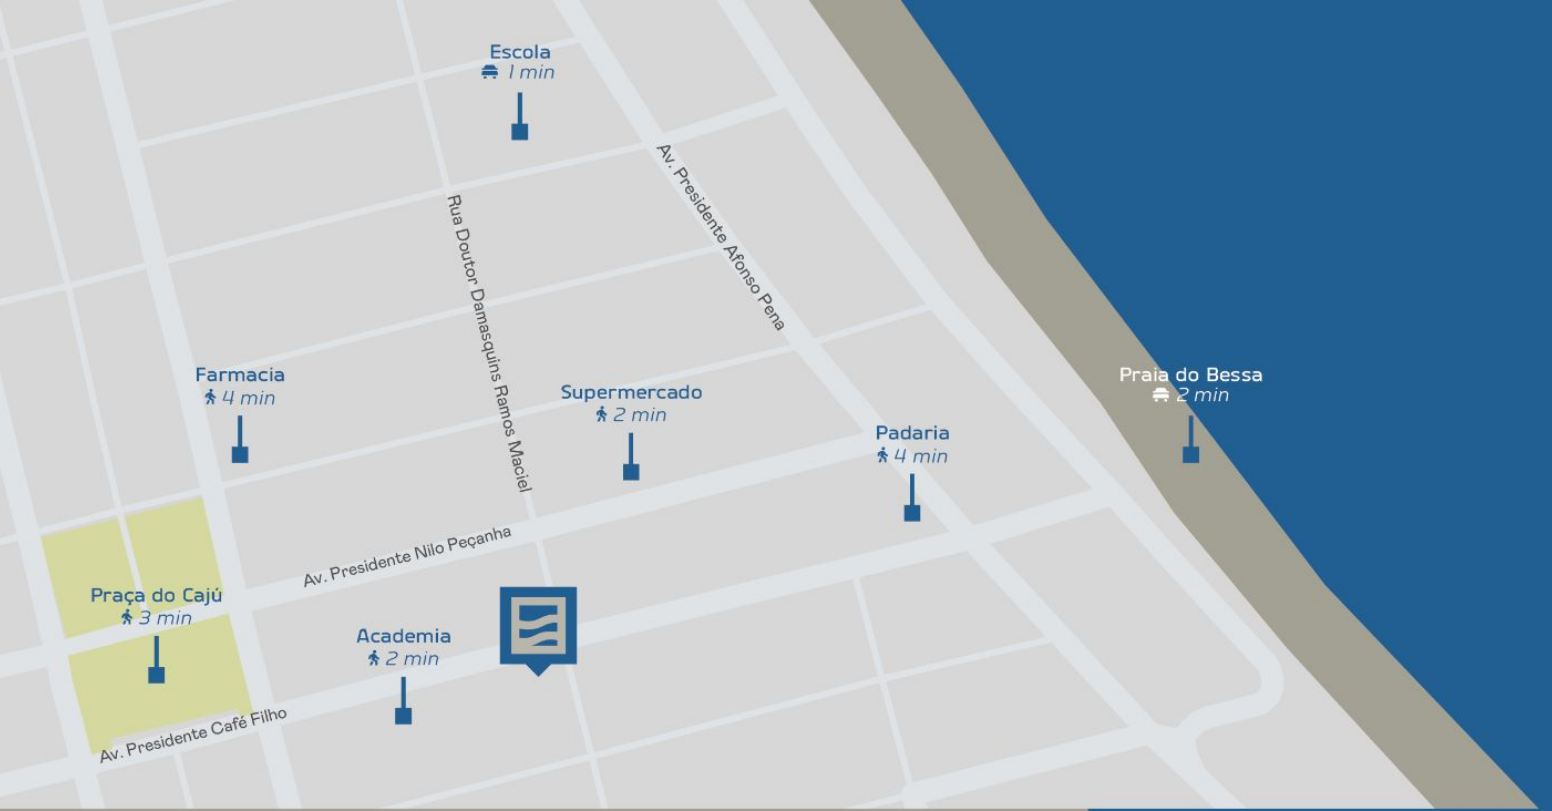 Escola
1 min
Av. Presidente Afonso Pena
Rua Doutor Damasquins Ramos Maciel
Farmacia
4 min
Supermercado
2 min
Praia do Bessa
2 min
Padaria
4 min
Av. Presidente Nilo Peçanha
Praça do Cajú
3 min
Academia
2 min
Av. Presidente Café Filho